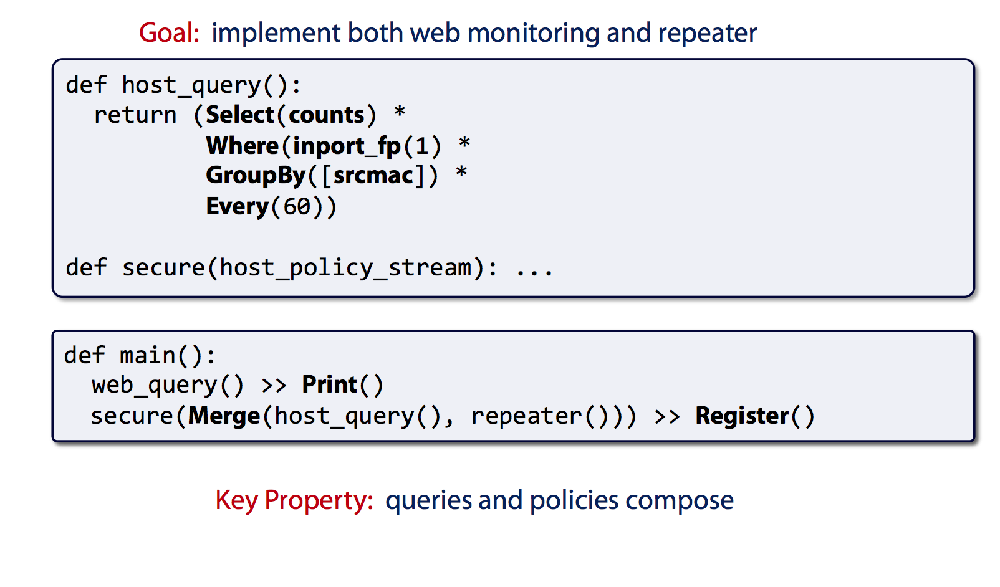 Goal: implement both web monitoring and repeater
def host_query():
  return (Select(counts) *
          Where(inport_fp(1) *
          GroupBy([srcmac]) *
          Every(60))
def secure(host_policy_stream): ...
def main():
  web_query() >> Print()
  secure(Merge(host_query(), repeater())) >> Register()
Key Property: queries and policies compose